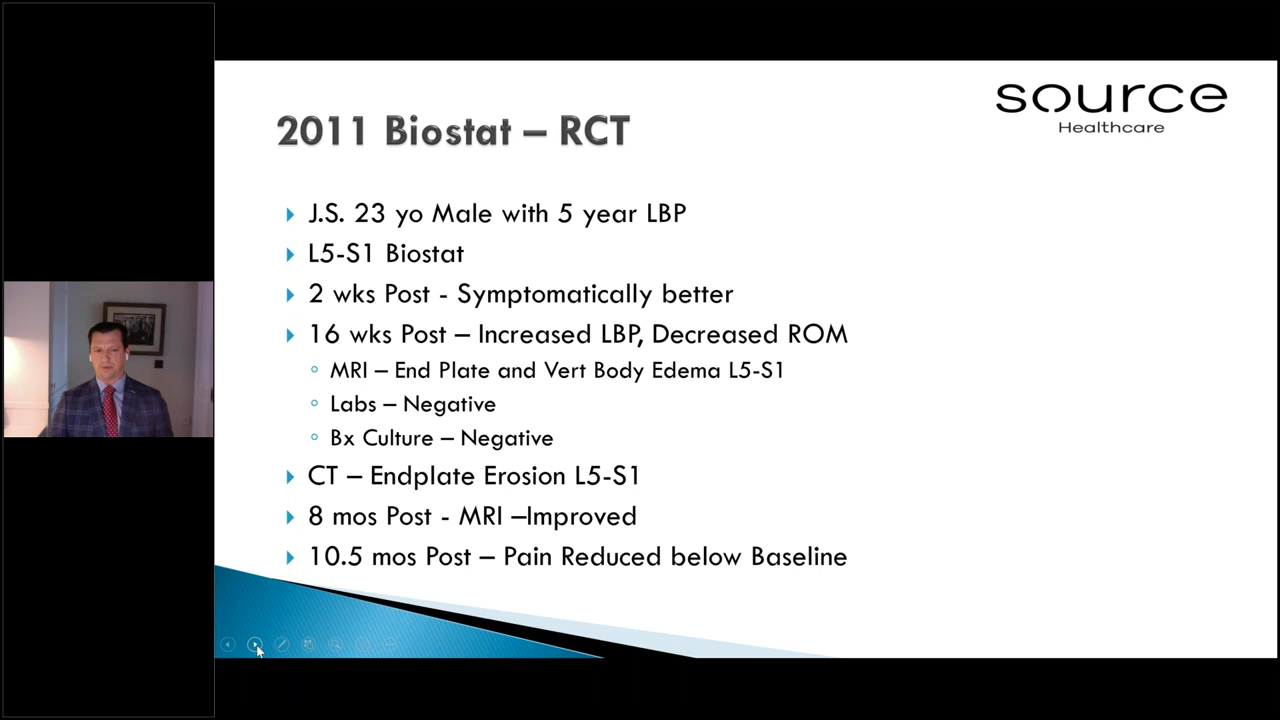 source
Healthcare
2011 Biostat – RCT
J.S. 23 yo Male with 5 year LBP
L5-S1 Biostat
2 wks Post - Symptomatically better
16 wks Post – Increased LBP, Decreased ROM
MRI – End Plate and Vert Body Edema L5-S1
Labs – Negative
Bx Culture – Negative
CT – Endplate Erosion L5-S1
8 mos Post - MRI –Improved
10.5 mos Post – Pain Reduced below Baseline